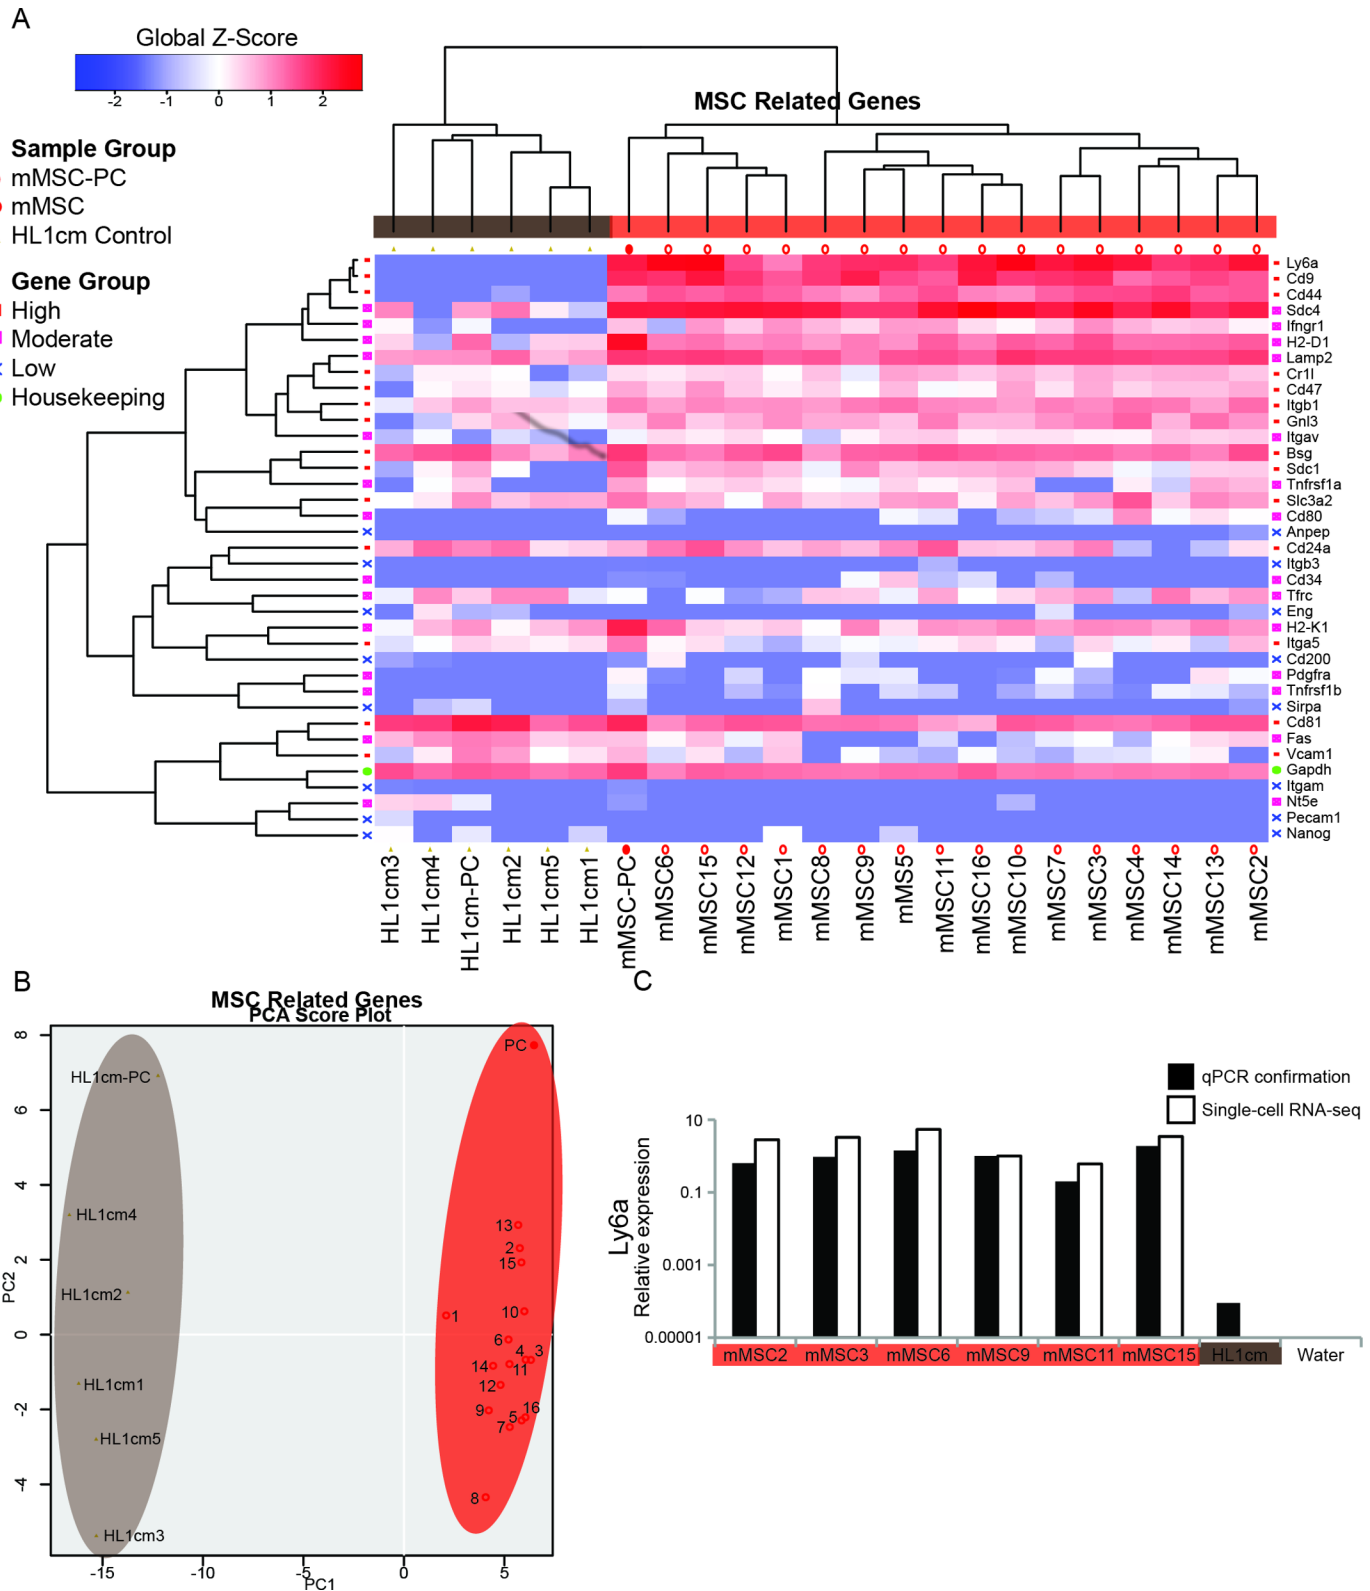 A
Global Z-Score
-2 -1 0 1 2
MSC Related Genes
Sample Group
mMSC-PC
mMSC
HL1cm Control
Gene Group
High
Moderate
Low
Housekeeping
Ly6a
Cd9
Cd44
Sdc4
Ifngr1
H2-D1
Lamp2
Cr1l
Cd47
Itgb1
Gnl3
Itgav
Bsg
Sdc1
Tnfrsf1a
Slc3a2
Cd80
Anpep
Cd24a
Itgb3
Cd34
Tfrc
Eng
H2-K1
Itga5
Cd200
Pdgfra
Tnfrsf1b
Sirpa
Cd81
Fas
Vcam1
Gapdh
Itgam
Nt5e
Pecam1
Nanog
HL1cm3 HL1cm4 HL1cm-PC HL1cm2 HL1cm5 HL1cm1 mMSC-PC mMSC6 mMSC15 mMSC12 mMSC1 mMSC8 mMSC9 mMS5 mMSC11 mMSC16 mMSC10 mMSC7 mMSC3 mMSC4 mMSC14 mMSC13 mMSC2
B
MSC Related Genes
PCA Score Plot
PC2
8
6
4
2
0
-2
-4
PC
HL1cm-PC
HL1cm4
13
2
15
HL1cm2
10
1
6
4 3
14
11
HL1cm1
12
9
5 16
7
HL1cm5
8
HL1cm3
-15 -10 -5 0 5
PC1
C
qPCR confirmation
Single-cell RNA-seq
Ly6a
Relative expression
10
0.1
0.001
0.00001
mMSC2 mMSC3 mMSC6 mMSC9 mMSC11 mMSC15 HL1cm Water